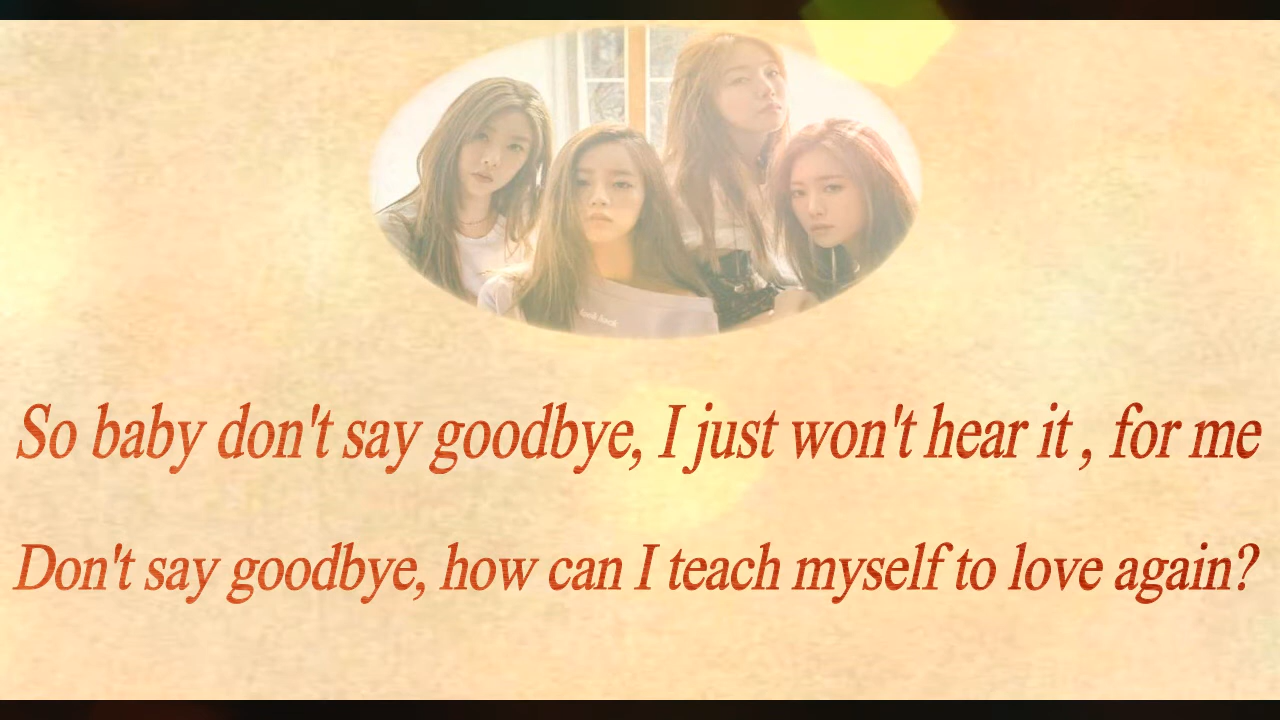 So baby don't say goodbye, I just won't hear it , for me
Don't say goodbye, how can I teach myself to love again?